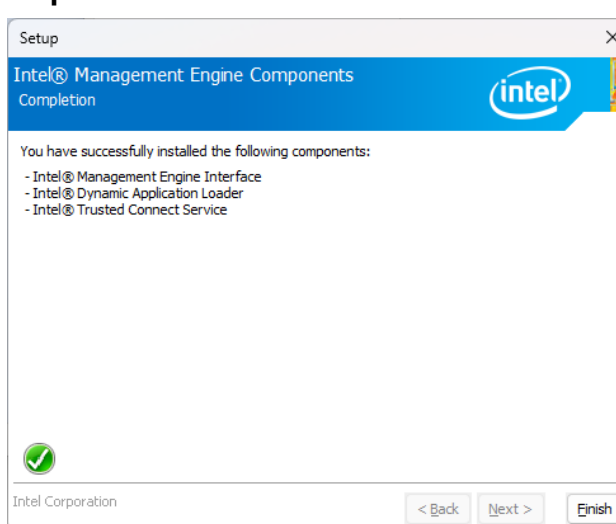 Setup
Intel® Management Engine Components
Completion
intel
You have successfully installed the following components:
- Intel® Management Engine Interface
- Intel® Dynamic Application Loader
- Intel® Trusted Connect Service
Intel Corporation
< Back
Next >
Finish